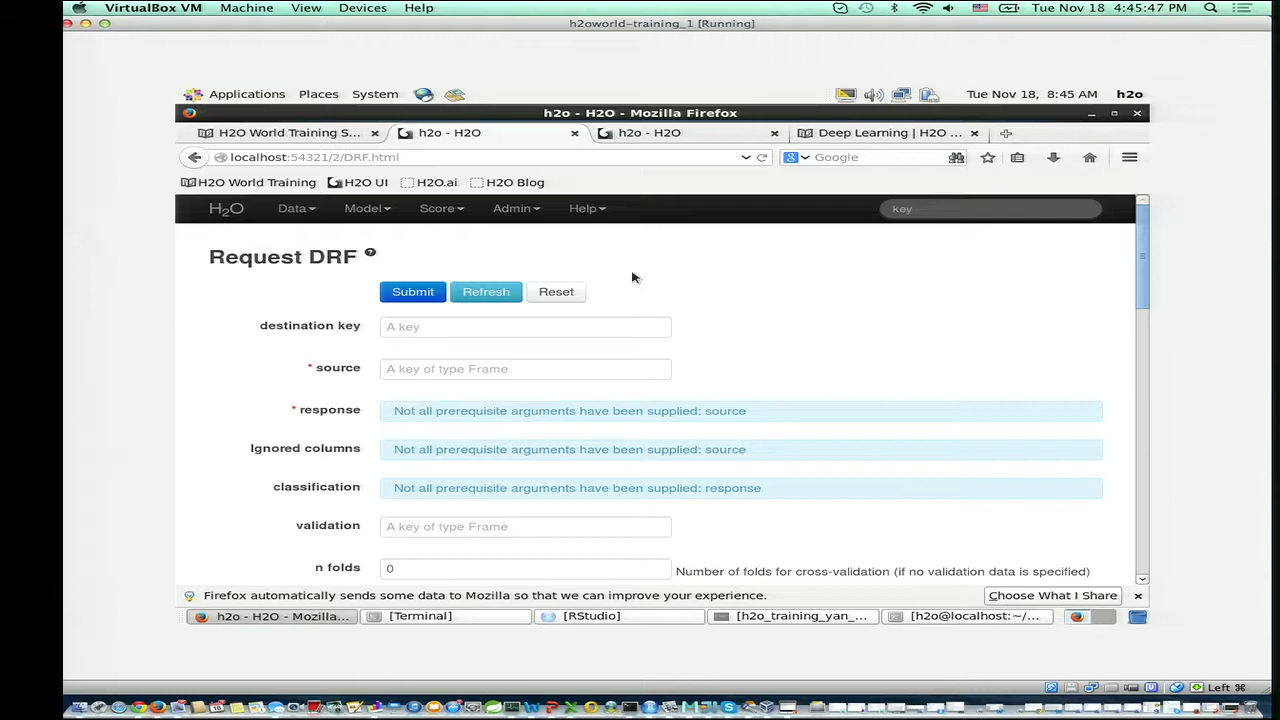 VirtualBox VM Machine View Devices Help Tue Nov 18 4:45:47 PM
h2oworld-training_1 [Running]
Applications Places System Tue Nov 18, 8:45 AM h2o
h2o - H2O - Mozilla Firefox
H2O World Training S... h2o - H2O h2o - H2O Deep Learning | H2O ...
localhost:54321/2/DRF.html Google
H2O World Training H2O UI H2O.ai H2O Blog
H2O Data Model Score Admin Help key
Request DRF
Submit Refresh Reset
destination key A key
* source A key of type Frame
* response Not all prerequisite arguments have been supplied: source
Ignored columns Not all prerequisite arguments have been supplied: source
classification Not all prerequisite arguments have been supplied: response
validation A key of type Frame
n folds 0 Number of folds for cross-validation (if no validation data is specified)
Firefox automatically sends some data to Mozilla so that we can improve your experience. Choose What I Share
h2o - H2O - Mozilla... [Terminal] [RStudio] [h2o_training_yan_... [h2o@localhost:~/...
Left ⌘